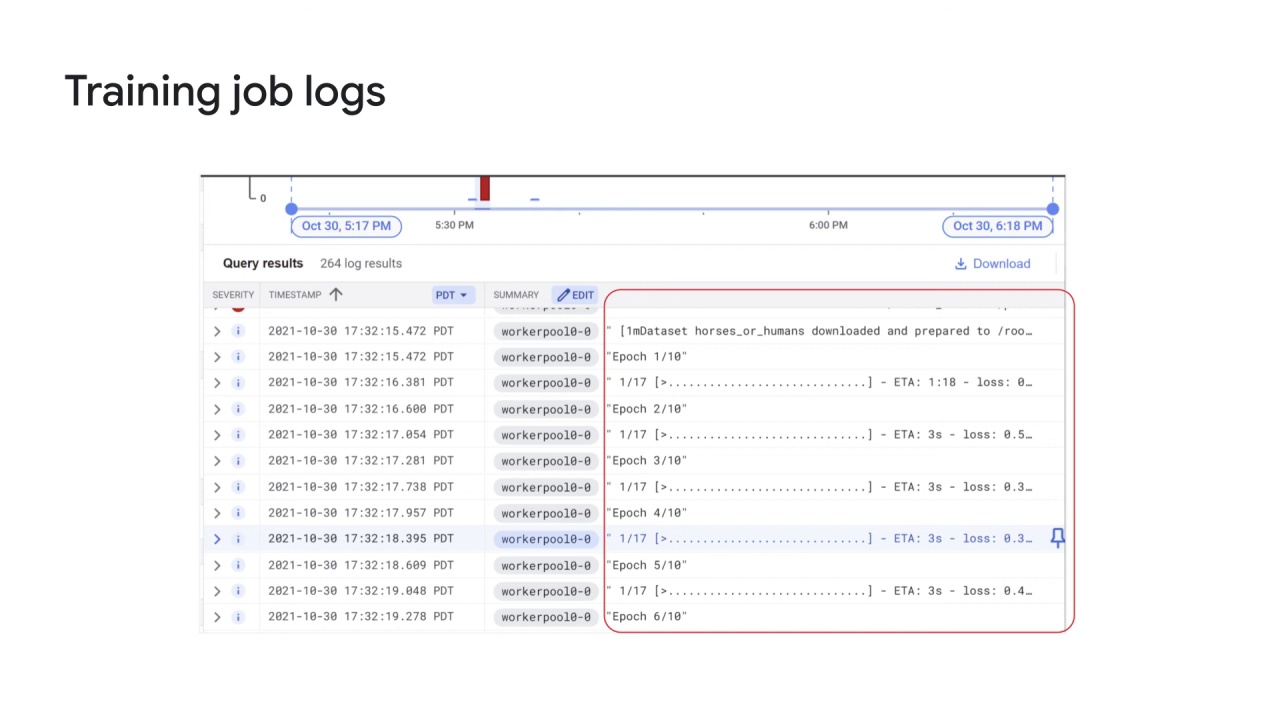 Training job logs
0
Oct 30, 5:17 PM 5:30 PM 6:00 PM Oct 30, 6:18 PM
Query results 264 log results Download
SEVERITY TIMESTAMP PDT SUMMARY EDIT
2021-10-30 17:32:15.472 PDT workerpool0-0 " [1mDataset horses_or_humans downloaded and prepared to /roo…
2021-10-30 17:32:15.472 PDT workerpool0-0 "Epoch 1/10"
2021-10-30 17:32:16.381 PDT workerpool0-0 " 1/17 [>.............................] - ETA: 1:18 - loss: 0…
2021-10-30 17:32:16.600 PDT workerpool0-0 "Epoch 2/10"
2021-10-30 17:32:17.054 PDT workerpool0-0 " 1/17 [>.............................] - ETA: 3s - loss: 0.5…
2021-10-30 17:32:17.281 PDT workerpool0-0 "Epoch 3/10"
2021-10-30 17:32:17.738 PDT workerpool0-0 " 1/17 [>.............................] - ETA: 3s - loss: 0.3…
2021-10-30 17:32:17.957 PDT workerpool0-0 "Epoch 4/10"
2021-10-30 17:32:18.395 PDT workerpool0-0 " 1/17 [>.............................] - ETA: 3s - loss: 0.3…
2021-10-30 17:32:18.609 PDT workerpool0-0 "Epoch 5/10"
2021-10-30 17:32:19.048 PDT workerpool0-0 " 1/17 [>.............................] - ETA: 3s - loss: 0.4…
2021-10-30 17:32:19.278 PDT workerpool0-0 "Epoch 6/10"